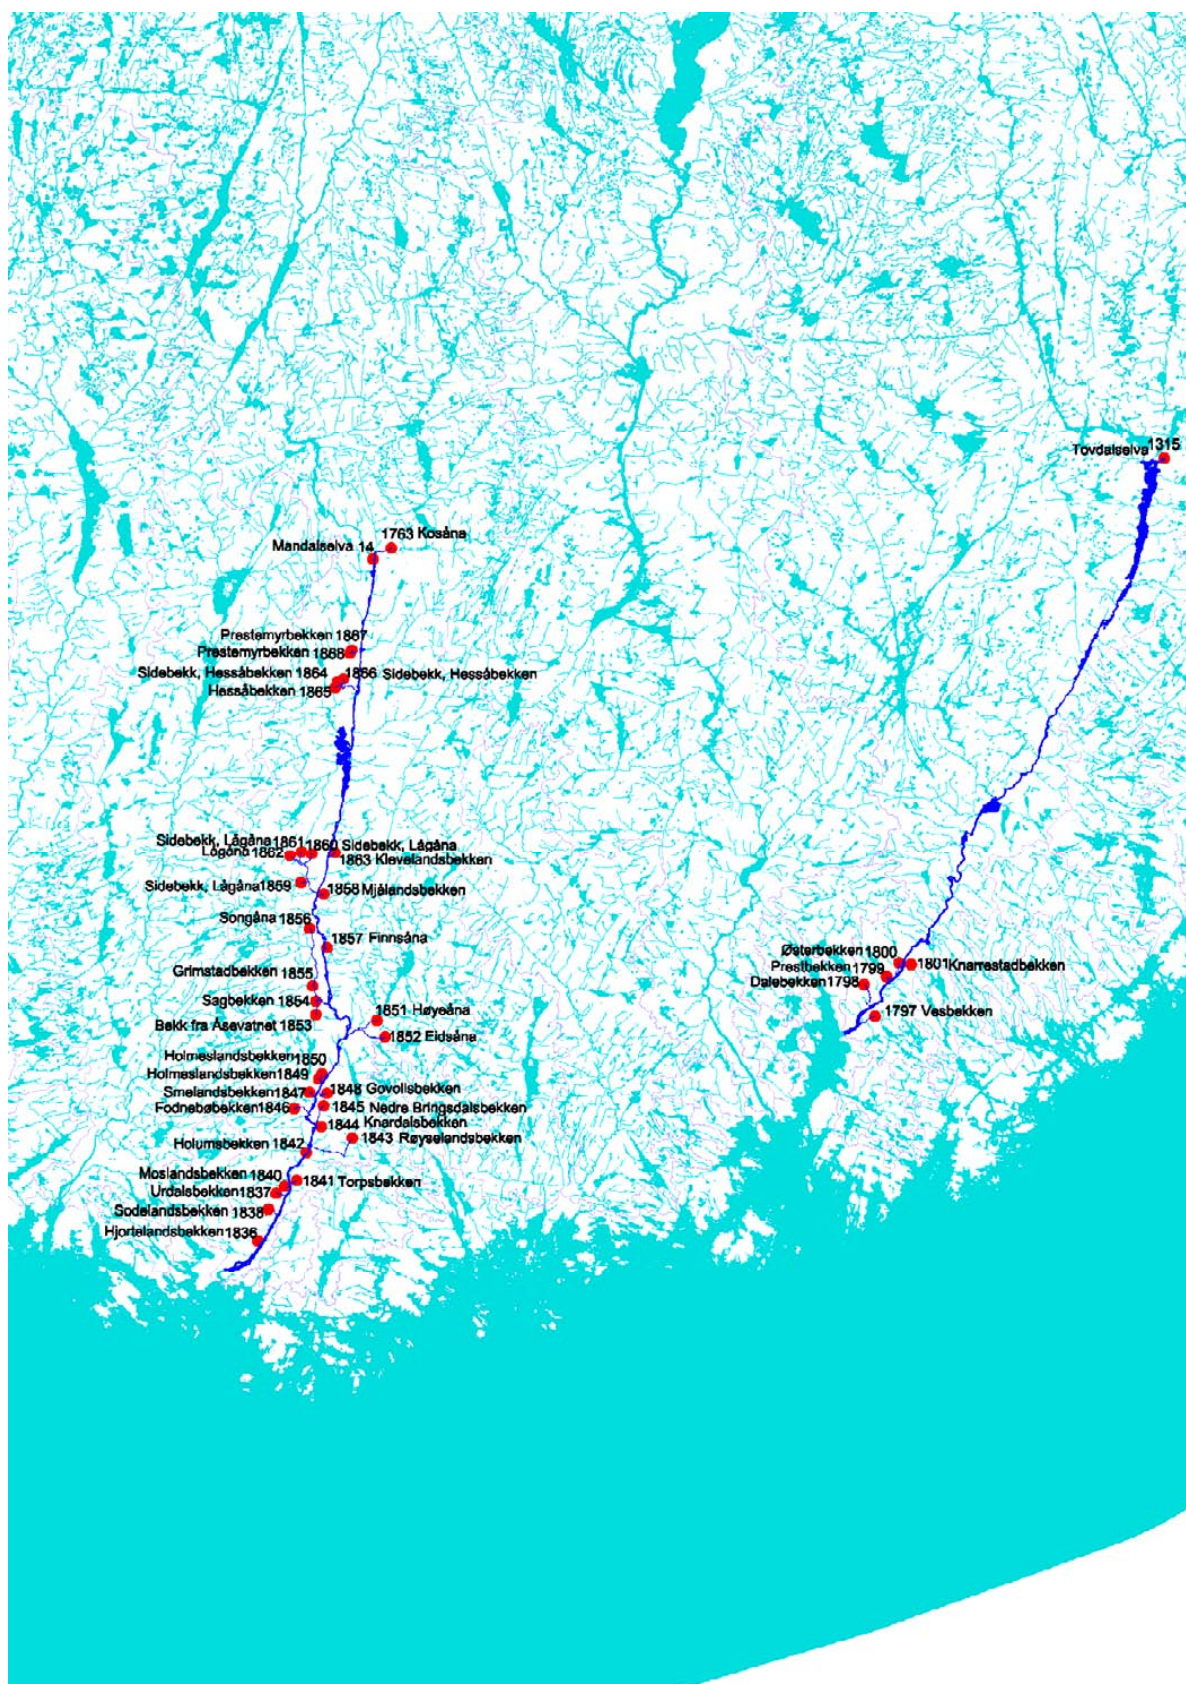 Tovdalselva 1315
1763 Kosåna
Mandalselva 14
Prestemyrbekken 1867
Prestemyrbekken 1868
Sidebekk, Hessåbekken 1864
1866 Sidebekk, Hessåbekken
Hessåbekken 1865
Sidebekk, Lågåna 1861
1860 Sidebekk, Lågåna
Lågåna 1862
1863 Klevelandsbekken
Sidebekk, Lågåna 1859
1858 Mjålandsbekken
Songåna 1856
1857 Finnsåna
Østerbekken 1800
1801 Knarrestadbekken
Prestbekken 1799
Dalebekken 1798
Grimstadbekken 1855
Sagbekken 1854
1851 Høyeåna
1797 Vesbekken
Bekk fra Åsevatnet 1853
1852 Eidsåna
Holmeslandsbekken 1850
Holmeslandsbekken 1849
Smelandsbekken 1847
1848 Govollsbekken
Fodnebøbekken 1846
1845 Nedre Bringsdalsbekken
1844 Knardalsbekken
Holumsbekken 1842
1843 Røyselandsbekken
Moslandsbekken 1840
1841 Torpsbekken
Urdalsbekken 1837
Sodelandsbekken 1838
Hjortelandsbekken 1836